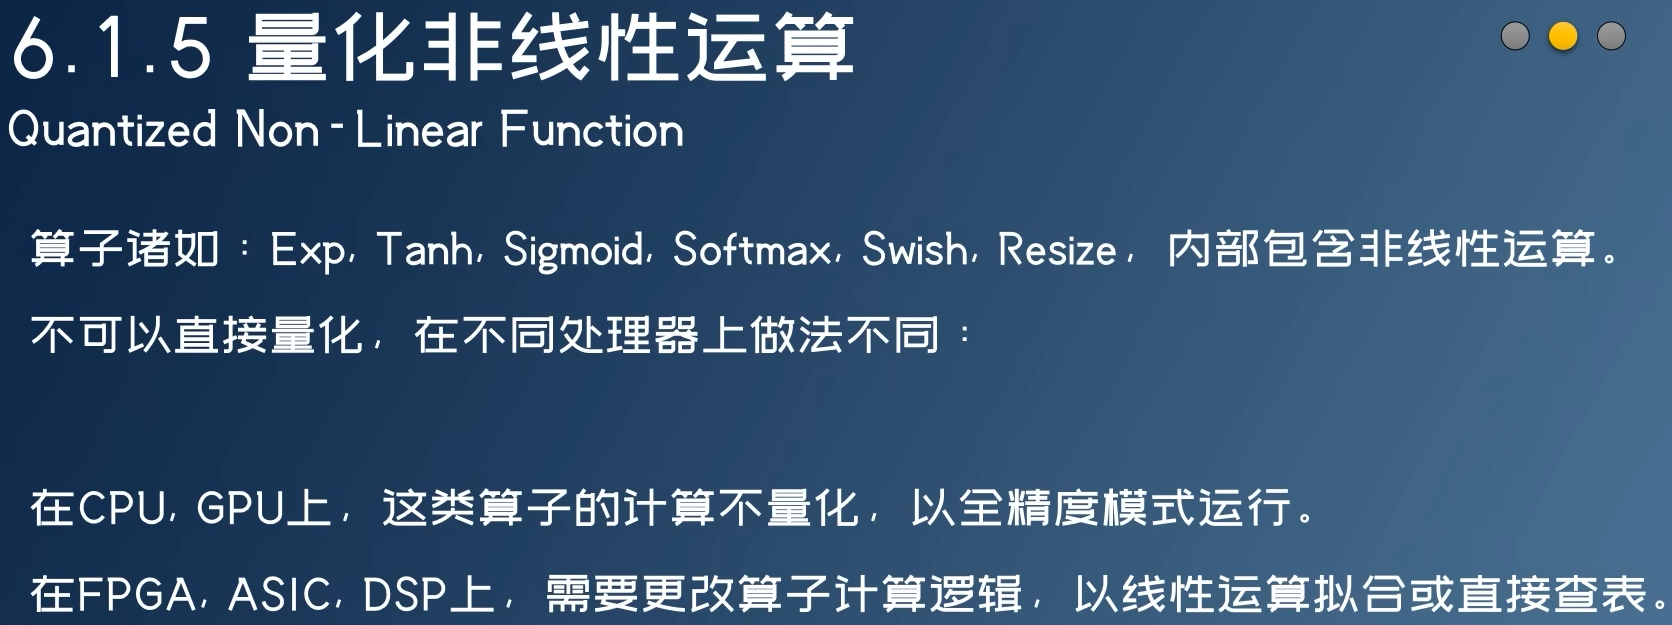 6.1.5 量化非线性运算
Quantized Non-Linear Function
算子诸如：Exp, Tanh, Sigmoid, Softmax, Swish, Resize，内部包含非线性运算。
不可以直接量化，在不同处理器上做法不同：
在CPU, GPU上，这类算子的计算不量化，以全精度模式运行。
在FPGA, ASIC, DSP上，需要更改算子计算逻辑，以线性运算拟合或直接查表。